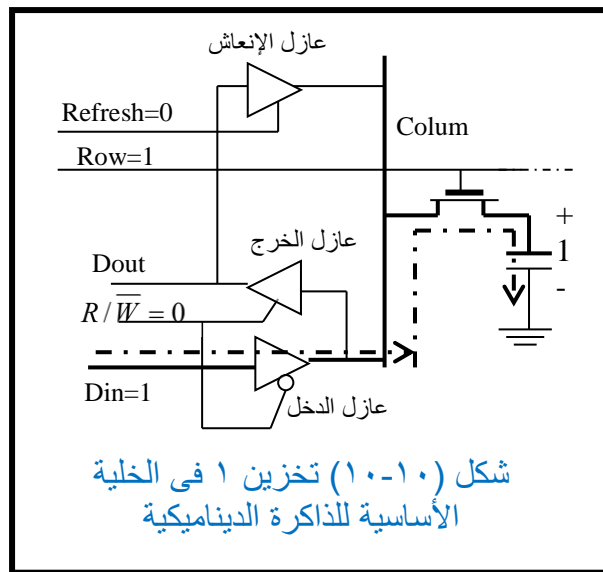 عازل الإنعاش
Refresh=0
Colum
Row=1
عازل الخرج
+
1
-
Dout
R/W̅ = 0
Din=1
عازل الدخل
شكل (١٠-١٠) تخزين ١ فى الخلية
الأساسية للذاكرة الديناميكية